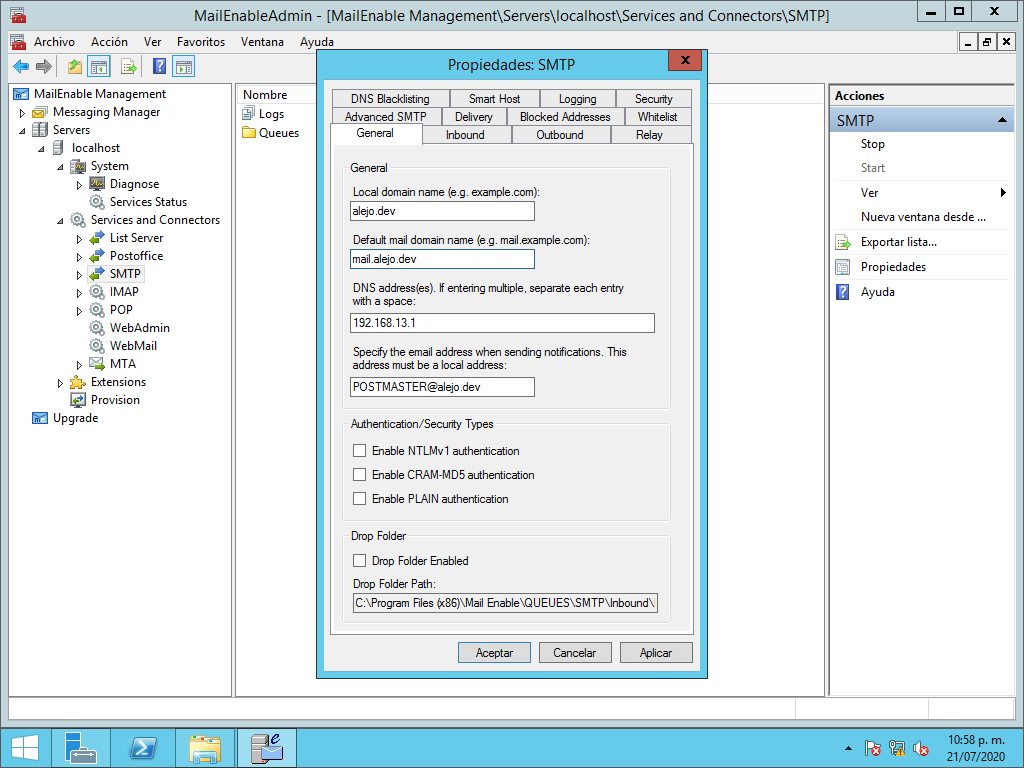 MailEnableAdmin - [MailEnable Management\Servers\localhost\Services and Connectors\SMTP]
Archivo Acción Ver Favoritos Ventana Ayuda
MailEnable Management
Messaging Manager
Servers
localhost
System
Diagnose
Services Status
Services and Connectors
List Server
Postoffice
SMTP
IMAP
POP
WebAdmin
WebMail
MTA
Extensions
Provision
Upgrade
Nombre
Logs
Queues
Propiedades: SMTP
DNS Blacklisting Smart Host Logging Security
Advanced SMTP Delivery Blocked Addresses Whitelist
General Inbound Outbound Relay
General
Local domain name (e.g. example.com):
alejo.dev
Default mail domain name (e.g. mail.example.com):
mail.alejo.dev
DNS address(es). If entering multiple, separate each entry
with a space:
192.168.13.1
Specify the email address when sending notifications. This
address must be a local address:
POSTMASTER@alejo.dev
Authentication/Security Types
Enable NTLMv1 authentication
Enable CRAM-MD5 authentication
Enable PLAIN authentication
Drop Folder
Drop Folder Enabled
Drop Folder Path:
C:\Program Files (x86)\Mail Enable\QUEUES\SMTP\Inbound\
Aceptar Cancelar Aplicar
Acciones
SMTP
Stop
Start
Ver
Nueva ventana desde ...
Exportar lista...
Propiedades
Ayuda
10:58 p. m.
21/07/2020